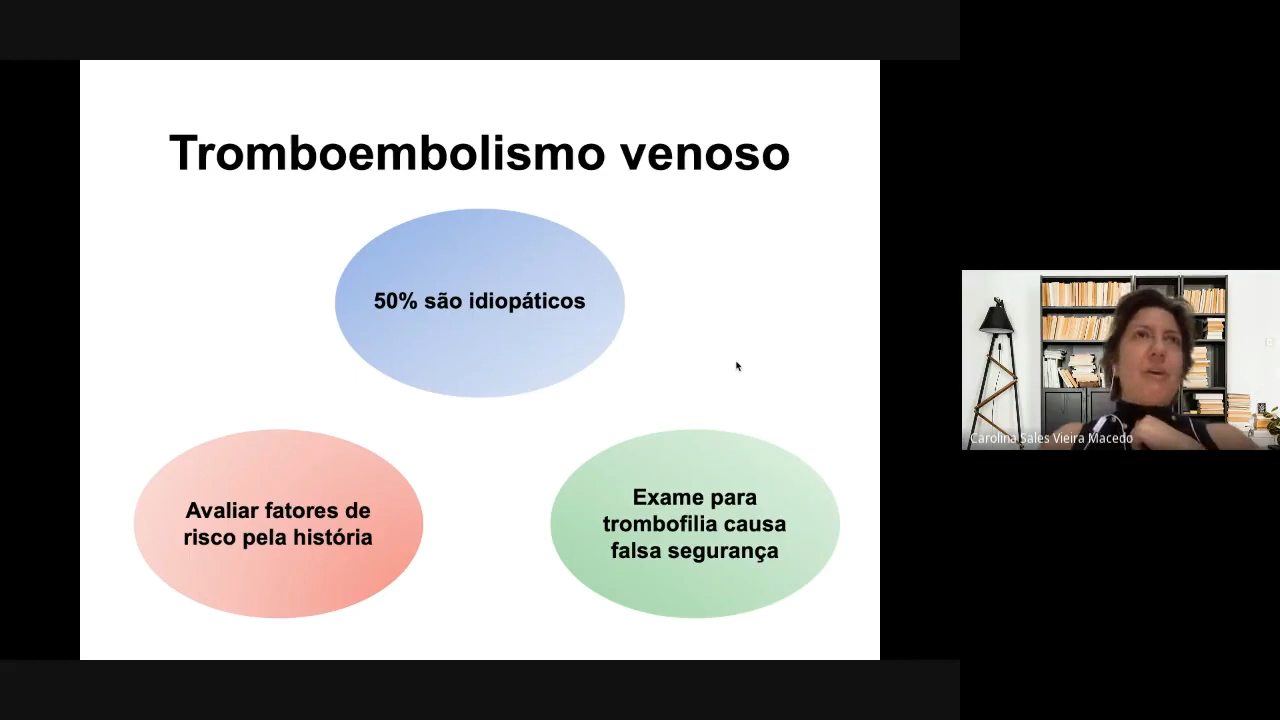 Tromboembolismo venoso
50% são idiopáticos
Avaliar fatores de
risco pela história
Exame para
trombofilia causa
falsa segurança
Carolina Sales Vieira Macedo